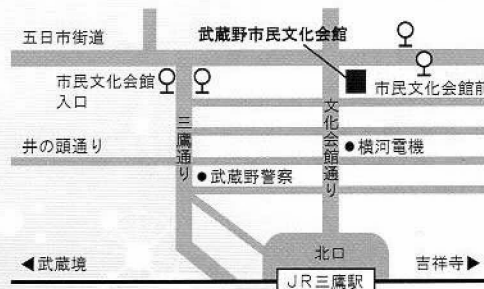 五日市街道
武蔵野市民文化会館
市民文化会館
入口
市民文化会館前
三鷹通り
文化会館通り
井の頭通り
横河電機
武蔵野警察
北口
◀武蔵境
吉祥寺▶
JR三鷹駅